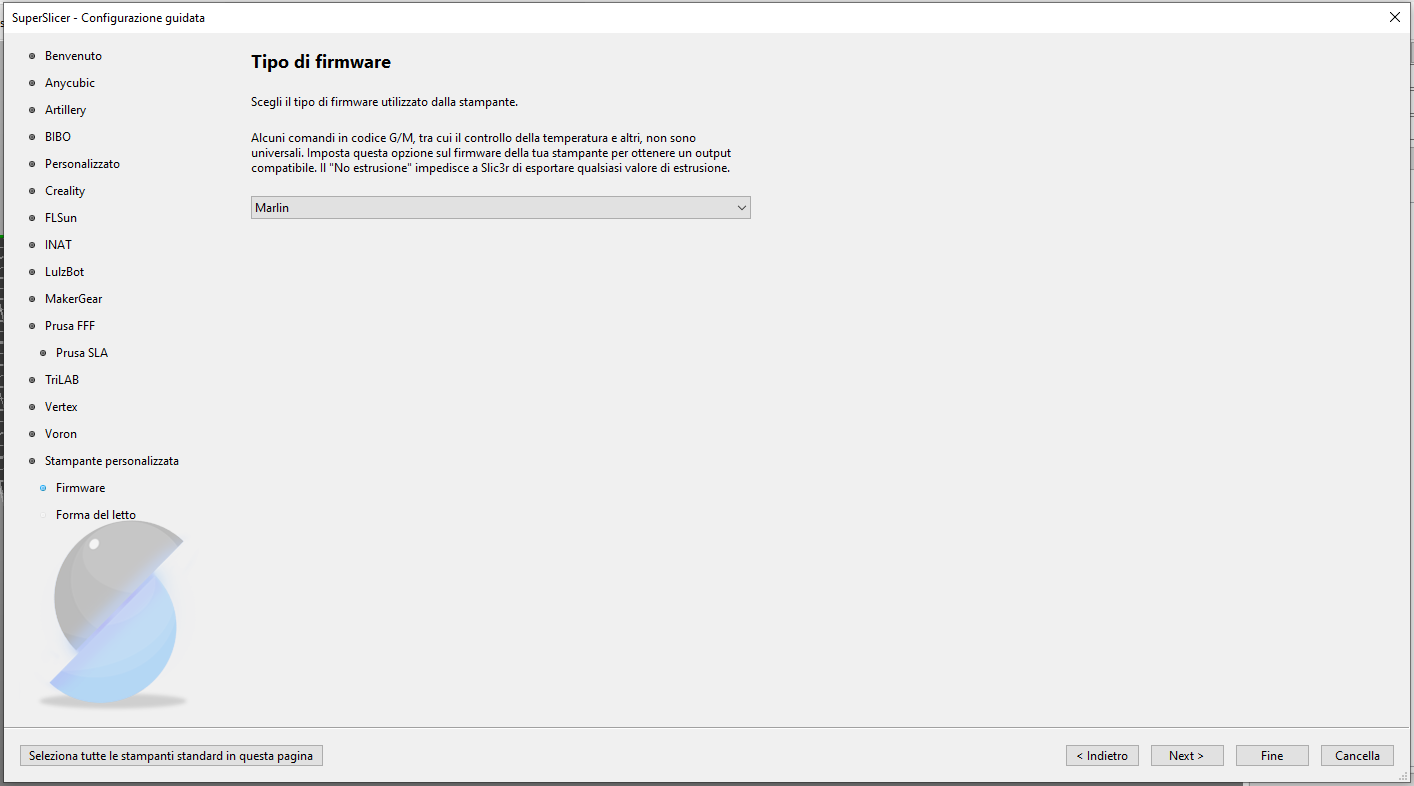 SuperSlicer - Configurazione guidata
Benvenuto
Anycubic
Artillery
BIBO
Personalizzato
Creality
FLSun
INAT
LulzBot
MakerGear
Prusa FFF
Prusa SLA
TriLAB
Vertex
Voron
Stampante personalizzata
Firmware
Forma del letto
Tipo di firmware
Scegli il tipo di firmware utilizzato dalla stampante.
Alcuni comandi in codice G/M, tra cui il controllo della temperatura e altri, non sono
universali. Imposta questa opzione sul firmware della tua stampante per ottenere un output
compatibile. Il "No estrusione" impedisce a Slic3r di esportare qualsiasi valore di estrusione.
Marlin
Seleziona tutte le stampanti standard in questa pagina
< Indietro
Next >
Fine
Cancella